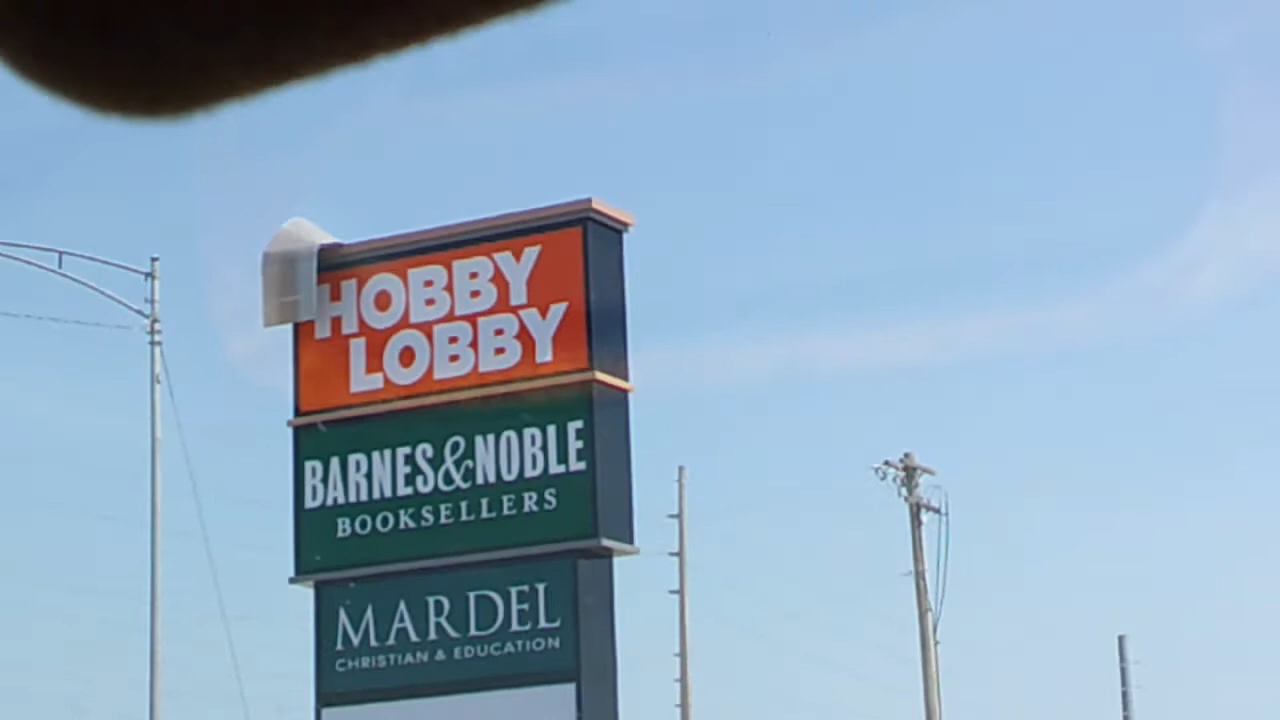 HOBBY
LOBBY
BARNES&NOBLE
BOOKSELLERS
MARDEL
CHRISTIAN & EDUCATION